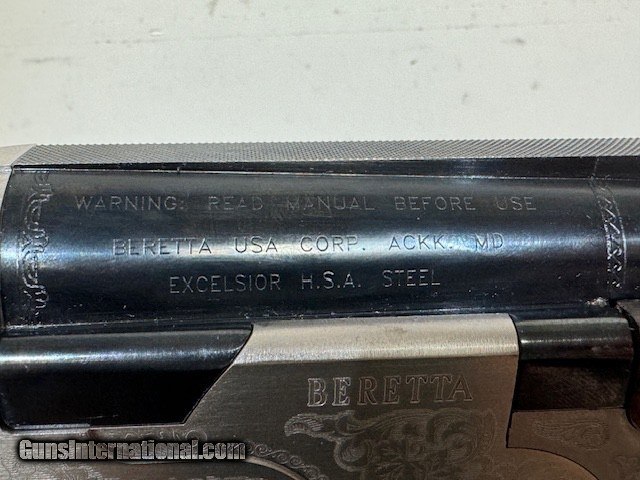 WARNING: READ MANUAL BEFORE USE
BERETTA USA CORP. ACKK. MD
EXCELSIOR H.S.A. STEEL
BERETTA
GunsInternational.com